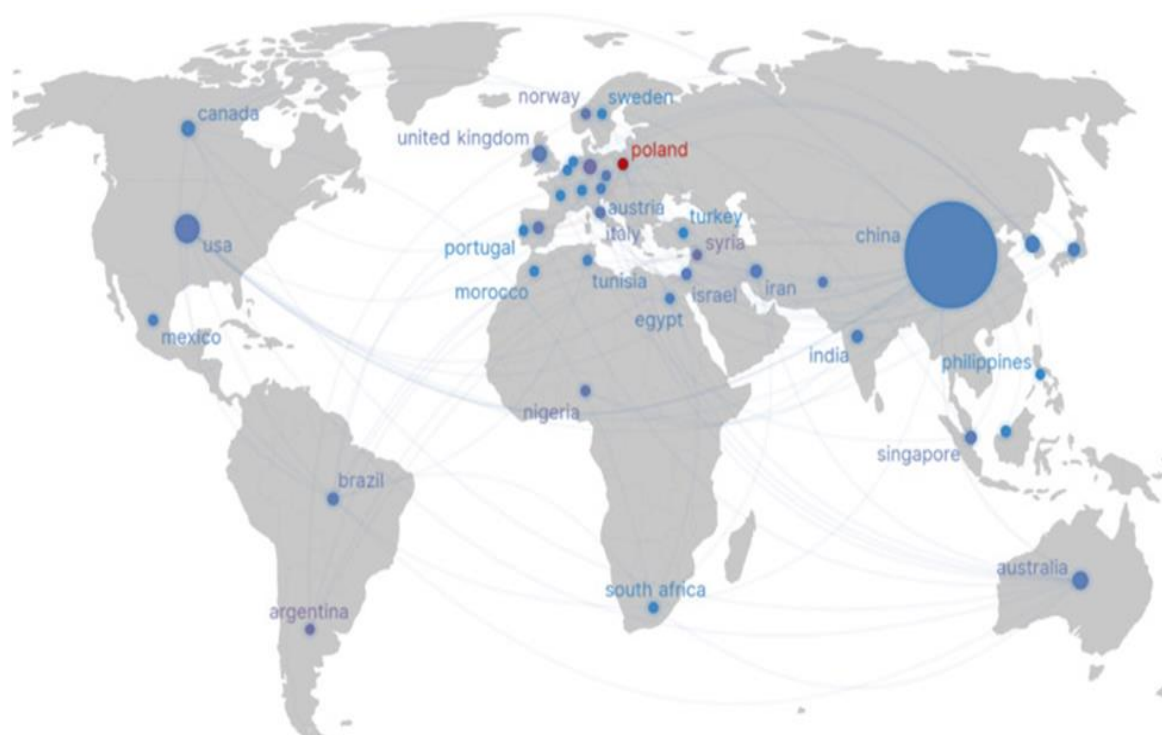 norway
sweden
canada
united kingdom
poland
austria
turkey
usa
portugal
italy
syria
china
morocco
tunisia
israel
iran
egypt
mexico
india
philippines
nigeria
singapore
brazil
australia
south africa
argentina